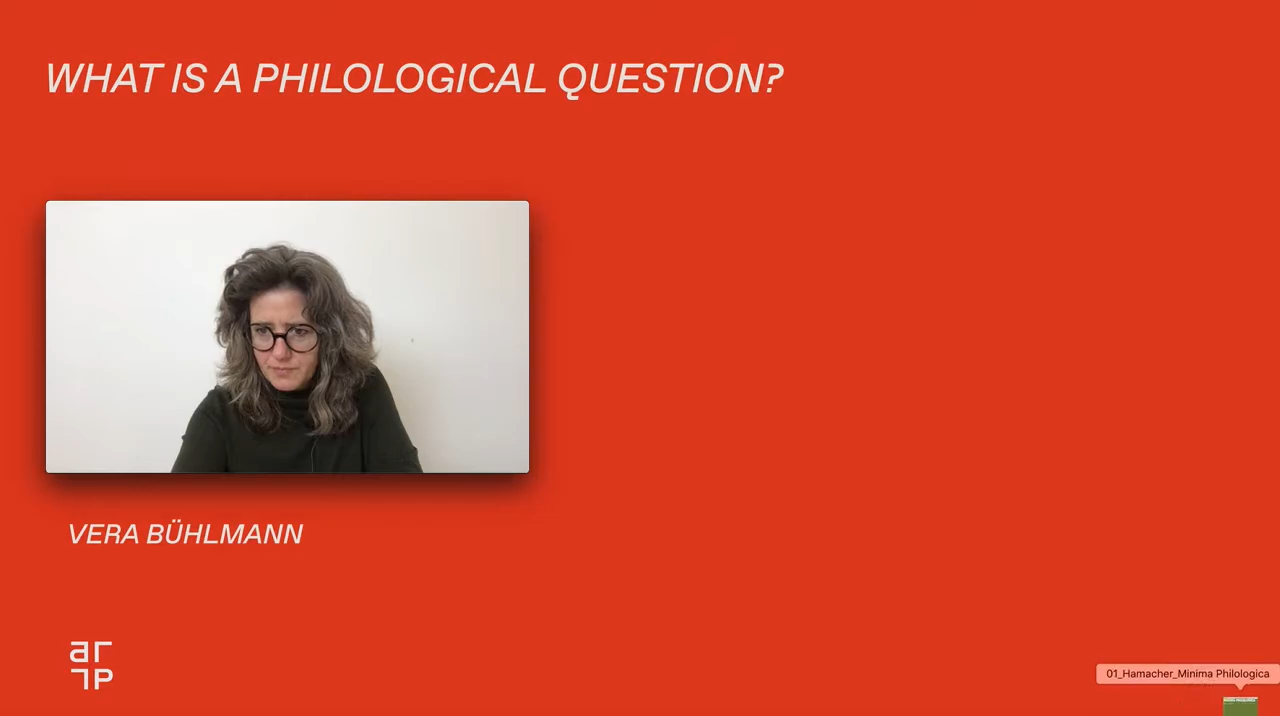 WHAT IS A PHILOLOGICAL QUESTION?
VERA BÜHLMANN
01_Hamacher_Minima Philologica